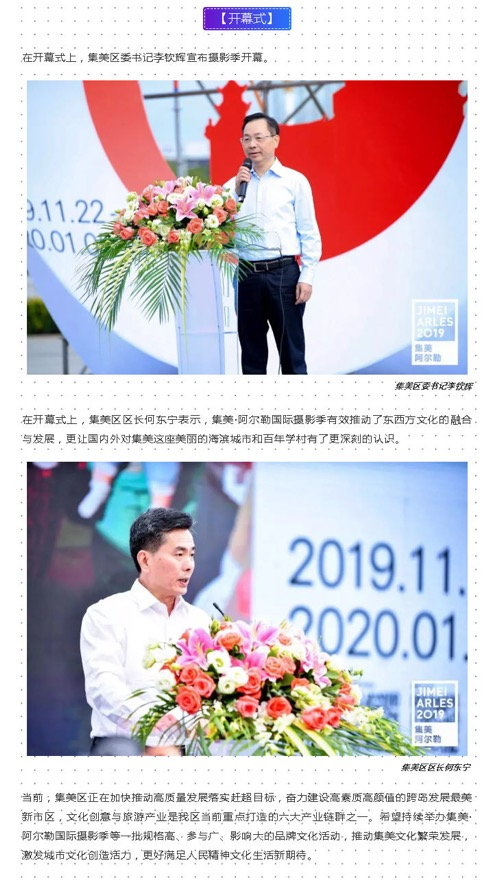 【开幕式】
在开幕式上，集美区委书记李钦辉宣布摄影季开幕。
9.11.22-
20.01.0
JIMEI
ARLES
2019
集美
阿尔勒
集美区委书记李钦辉
在开幕式上，集美区区长何东宁表示，集美·阿尔勒国际摄影季有效推动了东西方文化的融合
与发展，更让国内外对集美这座美丽的海滨城市和百年学村有了更深刻的认识。
2019.11.
2020.01.
JIMEI
ARLES
2019
集美
阿尔勒
集美区区长何东宁
当前，集美区正在加快推动高质量发展落实赶超目标，奋力建设高素质高颜值的跨岛发展最美
新市区，文化创意与旅游产业是我区当前重点打造的六大产业链群之一。希望持续举办集美·
阿尔勒国际摄影季等一批规格高、参与广、影响大的品牌文化活动，推动集美文化繁荣发展，
激发城市文化创造活力，更好满足人民精神文化生活新期待。